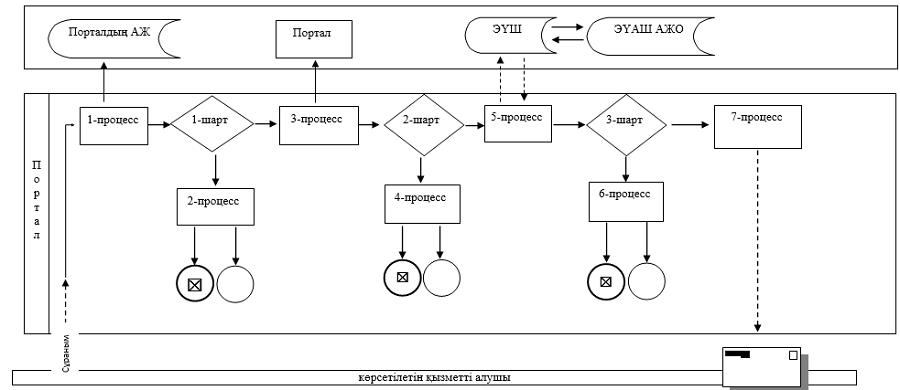 Порталдың АЖ
Портал
ЭҮШ
ЭҮАШ АЖО
1-процесс
1-шарт
3-процесс
2-шарт
5-процесс
3-шарт
7-процесс
Портал
2-процесс
4-процесс
6-процесс
Сұраным
көрсетілетін қызметті алушы